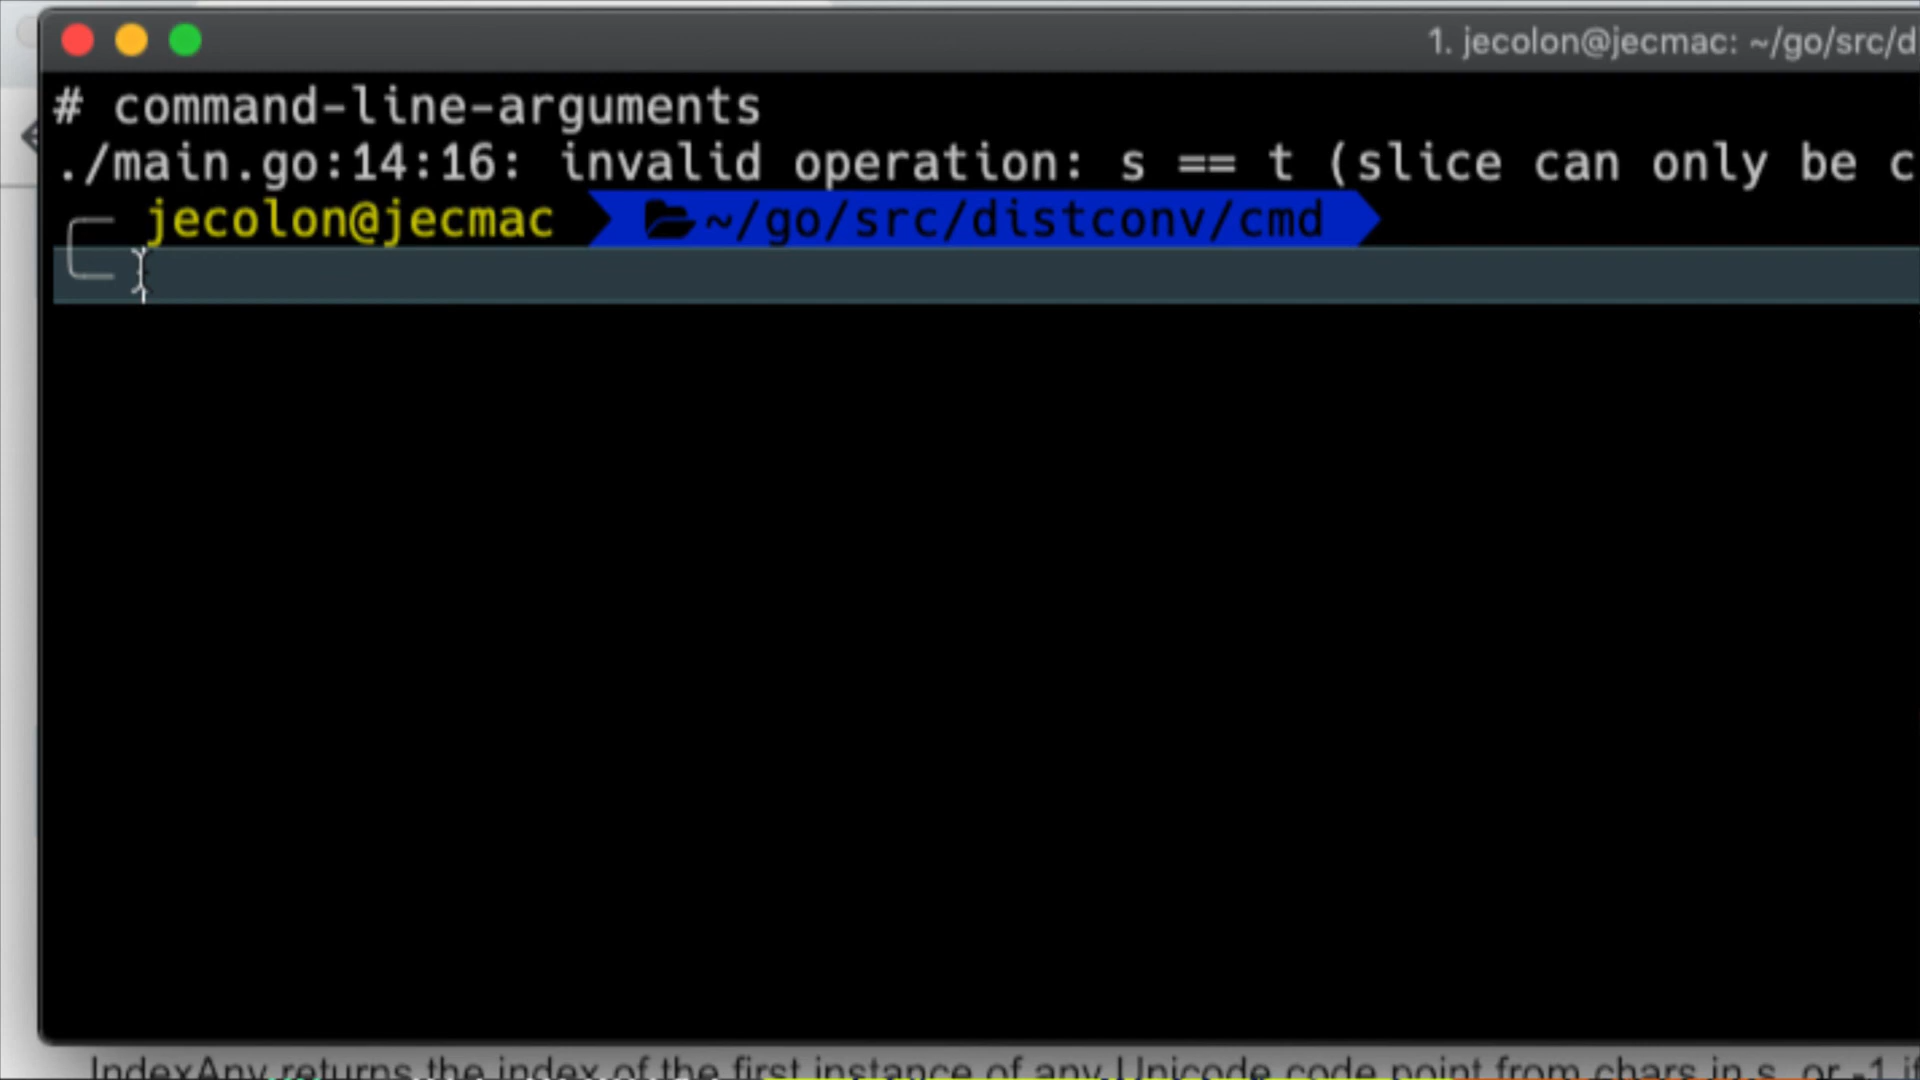 1. jecolon@jecmac: ~/go/src/d
# command-line-arguments
./main.go:14:16: invalid operation: s == t (slice can only be c
jecolon@jecmac ~/go/src/distconv/cmd
IndexAny returns the index of the first instance of any Unicode code point from chars in s, or -1 if